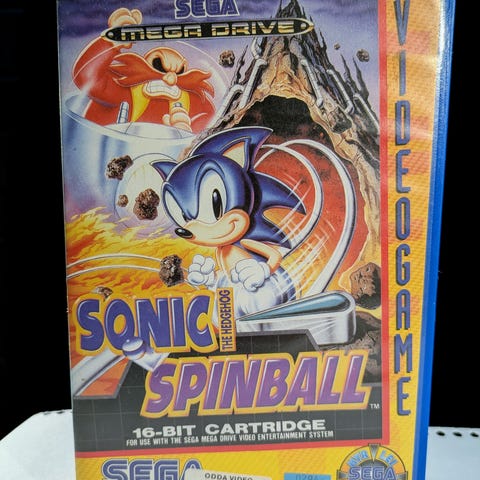 SEGA
MEGA DRIVE
VIDEOGAME
SONIC
THE HEDGEHOG
SPINBALL
TM
16-BIT CARTRIDGE
FOR USE WITH THE SEGA MEGA DRIVE VIDEO ENTERTAINMENT SYSTEM
SEGA
ODDA VIDEO
SEGA